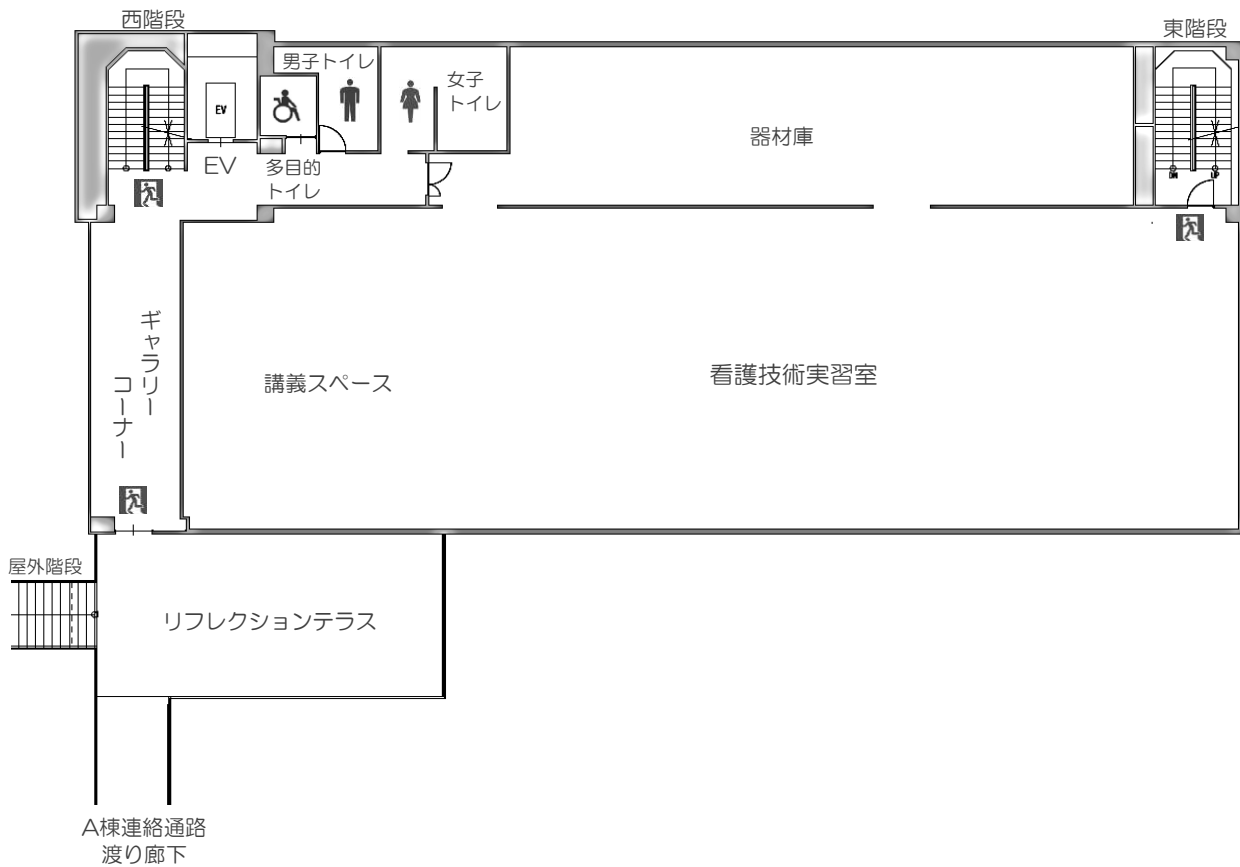 西階段
東階段
男子トイレ
女子
トイレ
EV
器材庫
EV
多目的
トイレ
DN
UP
ギャラリー
コーナー
講義スペース
看護技術実習室
屋外階段
リフレクションテラス
A棟連絡通路
渡り廊下